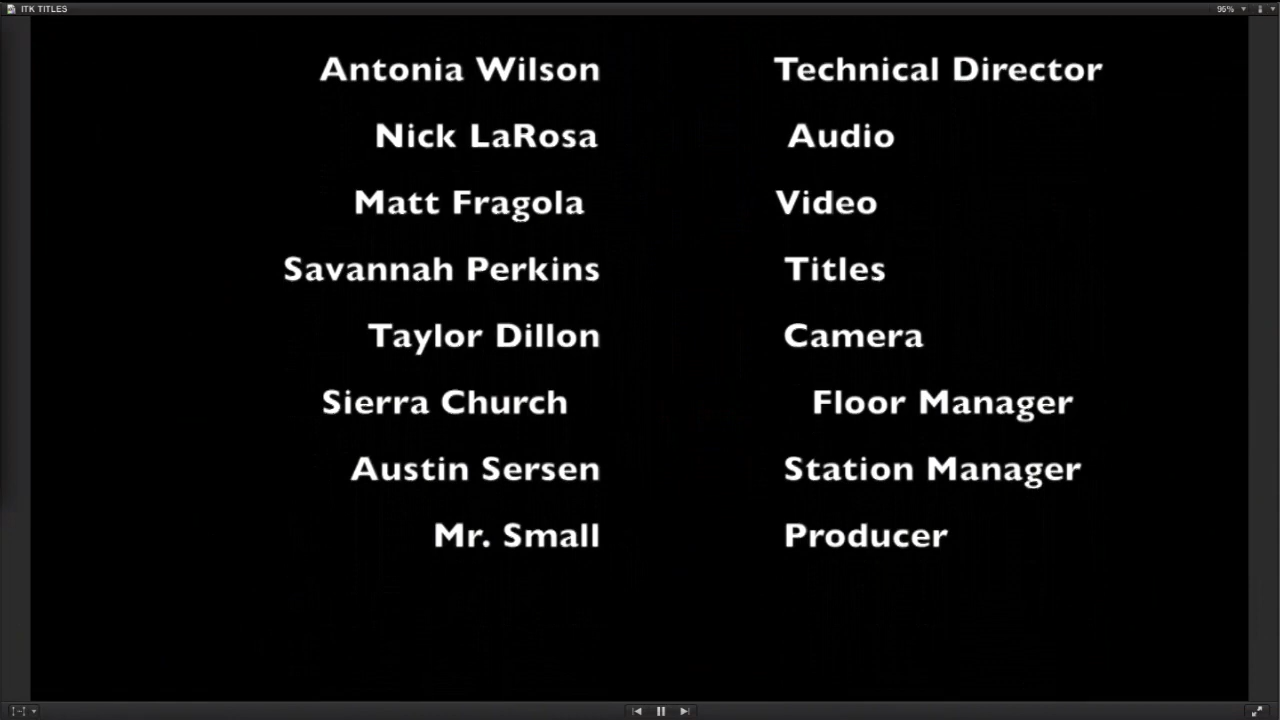 ITK TITLES 96%
Antonia Wilson Technical Director
Nick LaRosa Audio
Matt Fragola Video
Savannah Perkins Titles
Taylor Dillon Camera
Sierra Church Floor Manager
Austin Sersen Station Manager
Mr. Small Producer